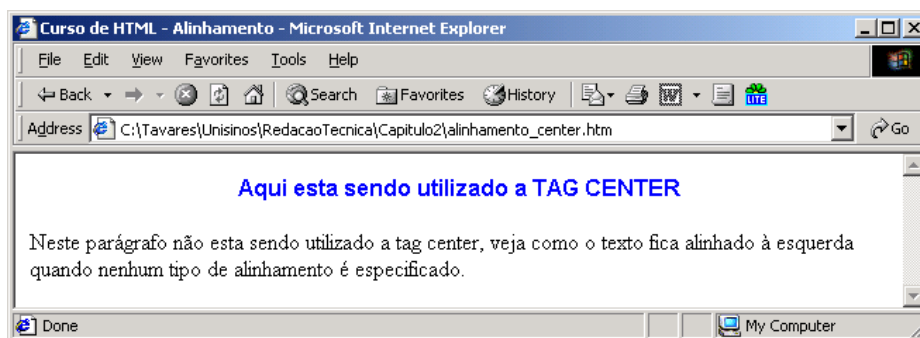 Curso de HTML - Alinhamento - Microsoft Internet Explorer
File Edit View Favorites Tools Help
Back Search Favorites History LITE
Address C:\Tavares\Unisinos\RedacaoTecnica\Capitulo2\alinhamento_center.htm Go
Aqui esta sendo utilizado a TAG CENTER
Neste parágrafo não esta sendo utilizado a tag center, veja como o texto fica alinhado à esquerda
quando nenhum tipo de alinhamento é especificado.
Done My Computer